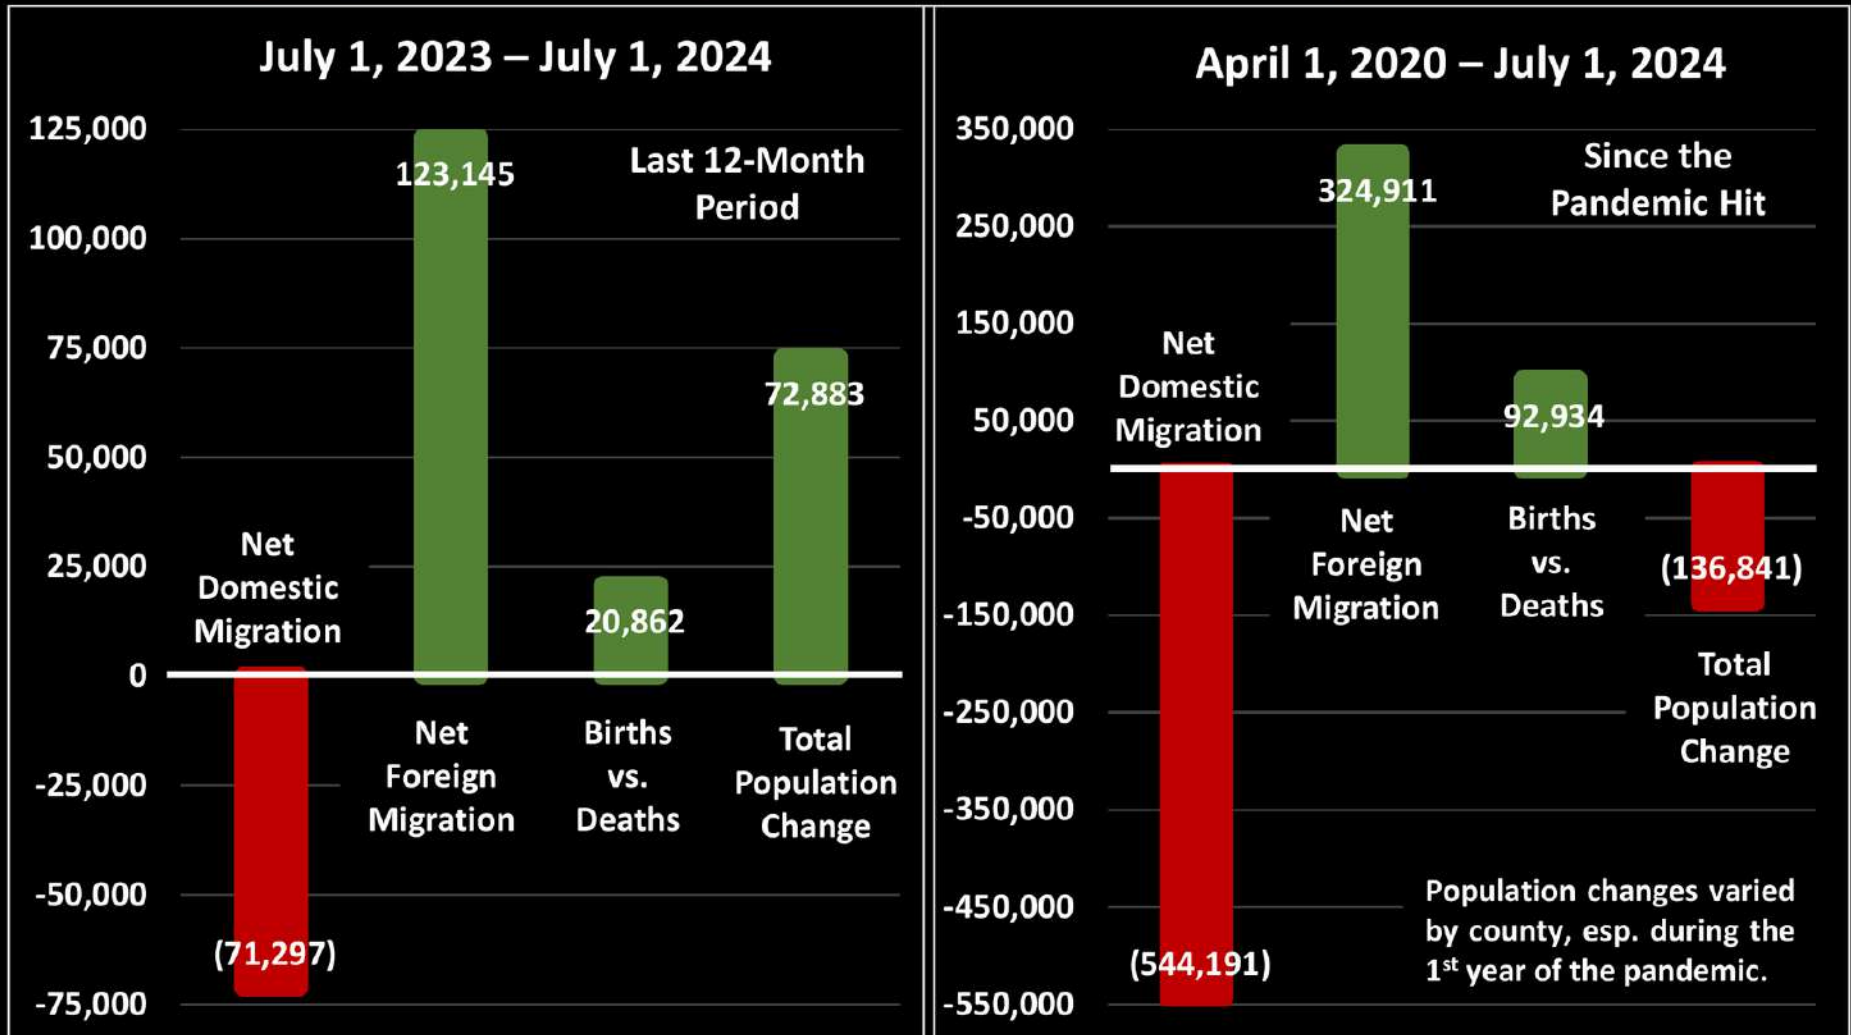 July 1, 2023 – July 1, 2024
125,000
100,000
75,000
50,000
25,000
0
-25,000
-50,000
-75,000
Last 12-Month
Period
123,145
72,883
20,862
(71,297)
Net
Domestic
Migration
Net
Foreign
Migration
Births
vs.
Deaths
Total
Population
Change
April 1, 2020 – July 1, 2024
350,000
250,000
150,000
50,000
-50,000
-150,000
-250,000
-350,000
-450,000
-550,000
Since the
Pandemic Hit
324,911
92,934
(136,841)
(544,191)
Net
Domestic
Migration
Net
Foreign
Migration
Births
vs.
Deaths
Total
Population
Change
Population changes varied
by county, esp. during the
1st year of the pandemic.